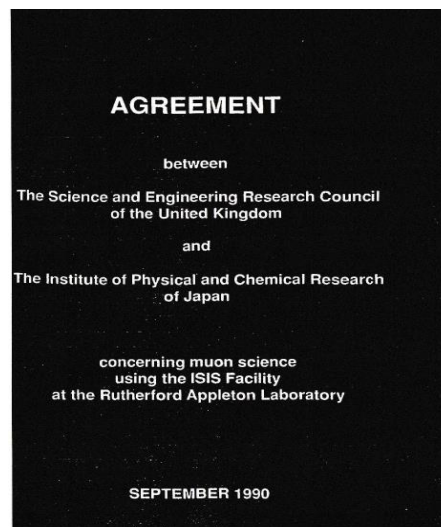 AGREEMENT
between
The Science and Engineering Research Council
of the United Kingdom
and
The Institute of Physical and Chemical Research
of Japan
concerning muon science
using the ISIS Facility
at the Rutherford Appleton Laboratory
SEPTEMBER 1990